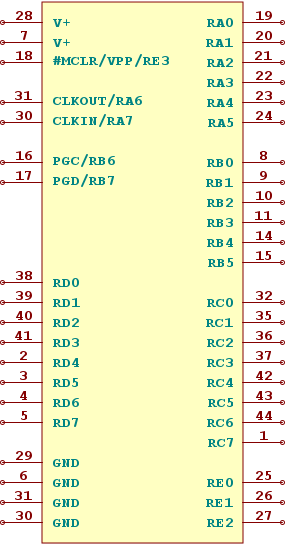 28 V+ RA0 19
7 V+ RA1 20
18 #MCLR/VPP/RE3 RA2 21
RA3 22
31 CLKOUT/RA6 RA4 23
30 CLKIN/RA7 RA5 24
16 PGC/RB6 RB0 8
17 PGD/RB7 RB1 9
RB2 10
RB3 11
RB4 14
RB5 15
38 RD0
39 RD1 RC0 32
40 RD2 RC1 35
41 RD3 RC2 36
2 RD4 RC3 37
3 RD5 RC4 42
4 RD6 RC5 43
5 RD7 RC6 44
RC7 1
29 GND
6 GND RE0 25
31 GND RE1 26
30 GND RE2 27